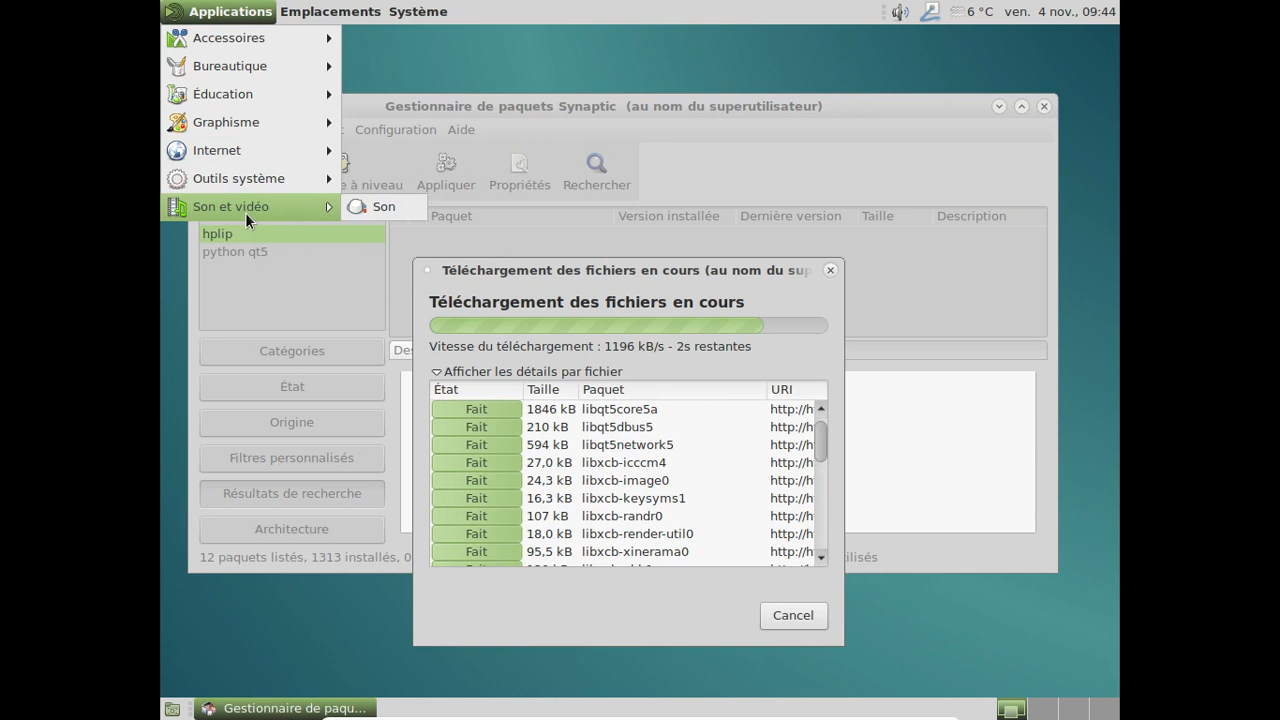 Applications Emplacements Système 6 °C ven. 4 nov., 09:44
Accessoires
Bureautique
Éducation
Graphisme
Internet
Outils système
Son et vidéo
Son
Gestionnaire de paquets Synaptic (au nom du superutilisateur)
Configuration Aide
e à niveau Appliquer Propriétés Rechercher
Paquet Version installée Dernière version Taille Description
hplip
python qt5
Catégories
État
Origine
Filtres personnalisés
Résultats de recherche
Architecture
12 paquets listés, 1313 installés, 0
Téléchargement des fichiers en cours (au nom du sup
Téléchargement des fichiers en cours
Vitesse du téléchargement : 1196 kB/s - 2s restantes
Afficher les détails par fichier
État Taille Paquet URI
Fait 1846 kB libqt5core5a http://h
Fait 210 kB libqt5dbus5 http://h
Fait 594 kB libqt5network5 http://h
Fait 27,0 kB libxcb-icccm4 http://h
Fait 24,3 kB libxcb-image0 http://h
Fait 16,3 kB libxcb-keysyms1 http://h
Fait 107 kB libxcb-randr0 http://h
Fait 18,0 kB libxcb-render-util0 http://h
Fait 95,5 kB libxcb-xinerama0 http://h
Cancel
Gestionnaire de paqu...